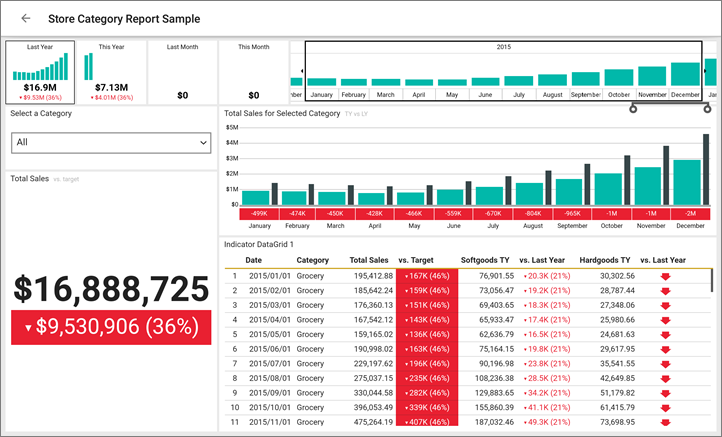 Store Category Report Sample
Last Year
$16.9M
▼$9.53M (36%)
This Year
$7.13M
▼$4.01M (36%)
Last Month
$0
This Month
$0
2015
January February March April May June July August September October November December
Select a Category
All
Total Sales vs. target
$16,888,725
▼$9,530,906 (36%)
Total Sales for Selected Category TY vs LY
$5M
$4M
$3M
$2M
$1M
$0
-499K -474K -450K -428K -466K -559K -670K -804K -965K -1M -1M -2M
January February March April May June July August September October November December
Indicator DataGrid 1
Date Category Total Sales vs. Target Softgoods TY vs. Last Year Hardgoods TY vs. Last Year
1 2015/01/01 Grocery 195,412.88 ▼167K (46%) 76,901.55 ▼20.3K (21%) 30,302.56
2 2015/02/01 Grocery 185,642.24 ▼159K (46%) 73,056.47 ▼19.2K (21%) 28,787.44
3 2015/03/01 Grocery 176,360.13 ▼151K (46%) 69,403.65 ▼18.3K (21%) 27,348.06
4 2015/04/01 Grocery 167,542.12 ▼143K (46%) 65,933.47 ▼17.4K (21%) 25,980.66
5 2015/05/01 Grocery 159,165.02 ▼136K (46%) 62,636.79 ▼16.5K (21%) 24,681.63
6 2015/06/01 Grocery 190,998.02 ▼163K (46%) 75,164.15 ▼19.8K (21%) 29,617.95
7 2015/07/01 Grocery 229,197.62 ▼196K (46%) 90,196.98 ▼23.8K (21%) 35,541.55
8 2015/08/01 Grocery 275,037.15 ▼235K (46%) 108,236.38 ▼28.5K (21%) 42,649.85
9 2015/09/01 Grocery 330,044.58 ▼282K (46%) 129,883.65 ▼34.2K (21%) 51,179.82
10 2015/10/01 Grocery 396,053.49 ▼339K (46%) 155,860.39 ▼41.1K (21%) 61,415.79
11 2015/11/01 Grocery 475,264.19 ▼407K (46%) 187,032.46 ▼49.3K (21%) 73,698.95